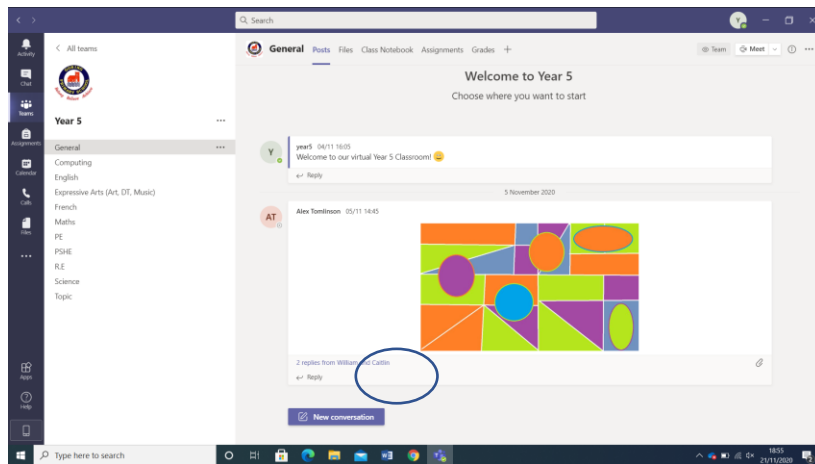 Search
Y
Activity
Chat
Teams
Assignments
Calendar
Calls
Files
Apps
Help
All teams
Year 5
General
Computing
English
Expressive Arts (Art, DT, Music)
French
Maths
PE
PSHE
R.E
Science
Topic
General Posts Files Class Notebook Assignments Grades +
Team Meet
Welcome to Year 5
Choose where you want to start
Y
year5 04/11 16:05
Welcome to our virtual Year 5 Classroom!
Reply
5 November 2020
AT
Alex Tomlinson 05/11 14:45
2 replies from William and Caitlin
Reply
New conversation
Type here to search
18:55
21/11/2020